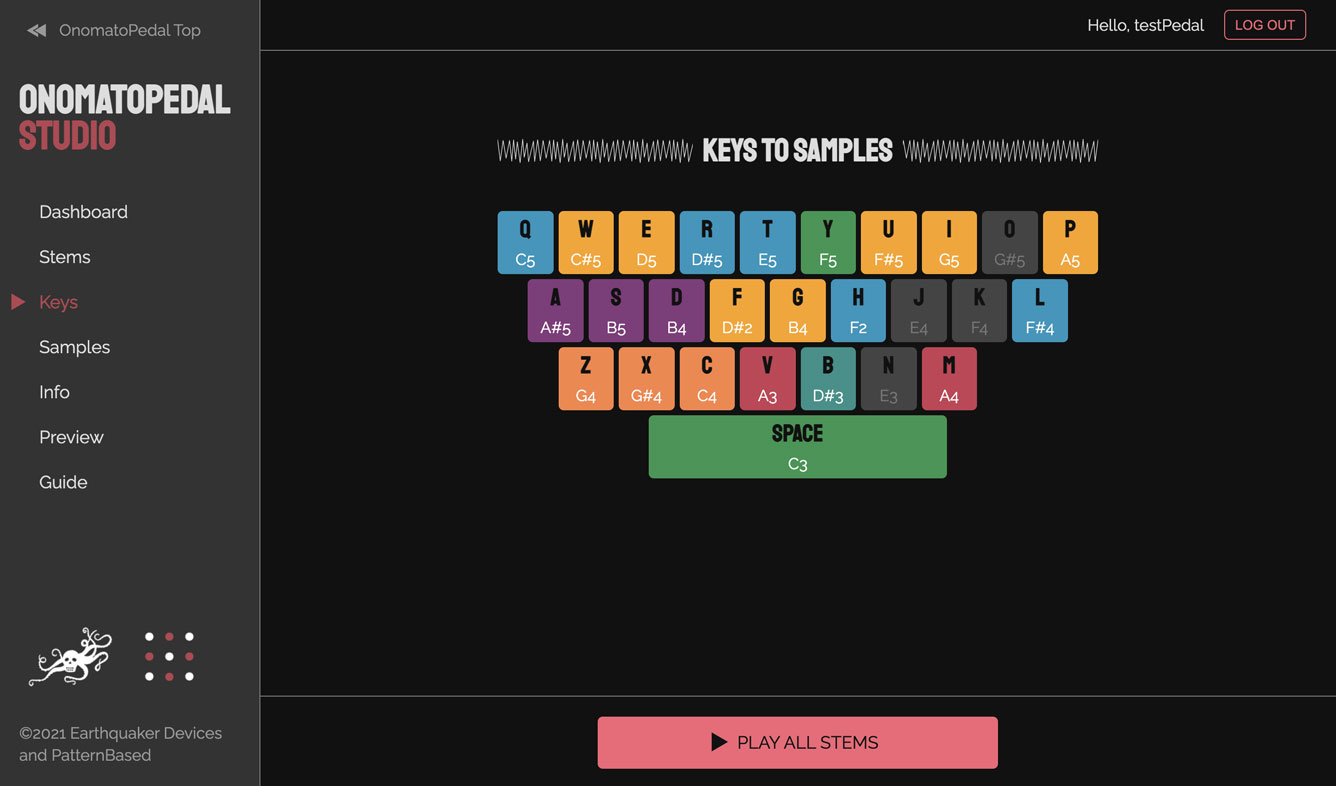 OnomatoPedal Top
Hello, testPedal
LOG OUT
ONOMATOPEDAL
STUDIO
Dashboard
Stems
Keys
Samples
Info
Preview
Guide
©2021 Earthquaker Devices
and PatternBased
KEYS TO SAMPLES
Q W E R T Y U I O P
C5 C#5 D5 D#5 E5 F5 F#5 G5 G#5 A5
A S D F G H J K L
A#5 B5 B4 D#2 B4 F2 E4 F4 F#4
Z X C V B N M
G4 G#4 C4 A3 D#3 E3 A4
SPACE
C3
PLAY ALL STEMS